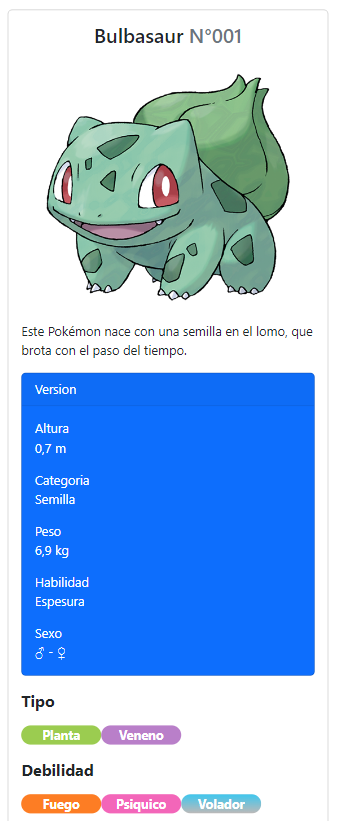 Bulbasaur N°001
Este Pokémon nace con una semilla en el lomo, que
brota con el paso del tiempo.
Version
Altura
0,7 m
Categoria
Semilla
Peso
6,9 kg
Habilidad
Espesura
Sexo
♂ - ♀
Tipo
Planta Veneno
Debilidad
Fuego Psiquico Volador